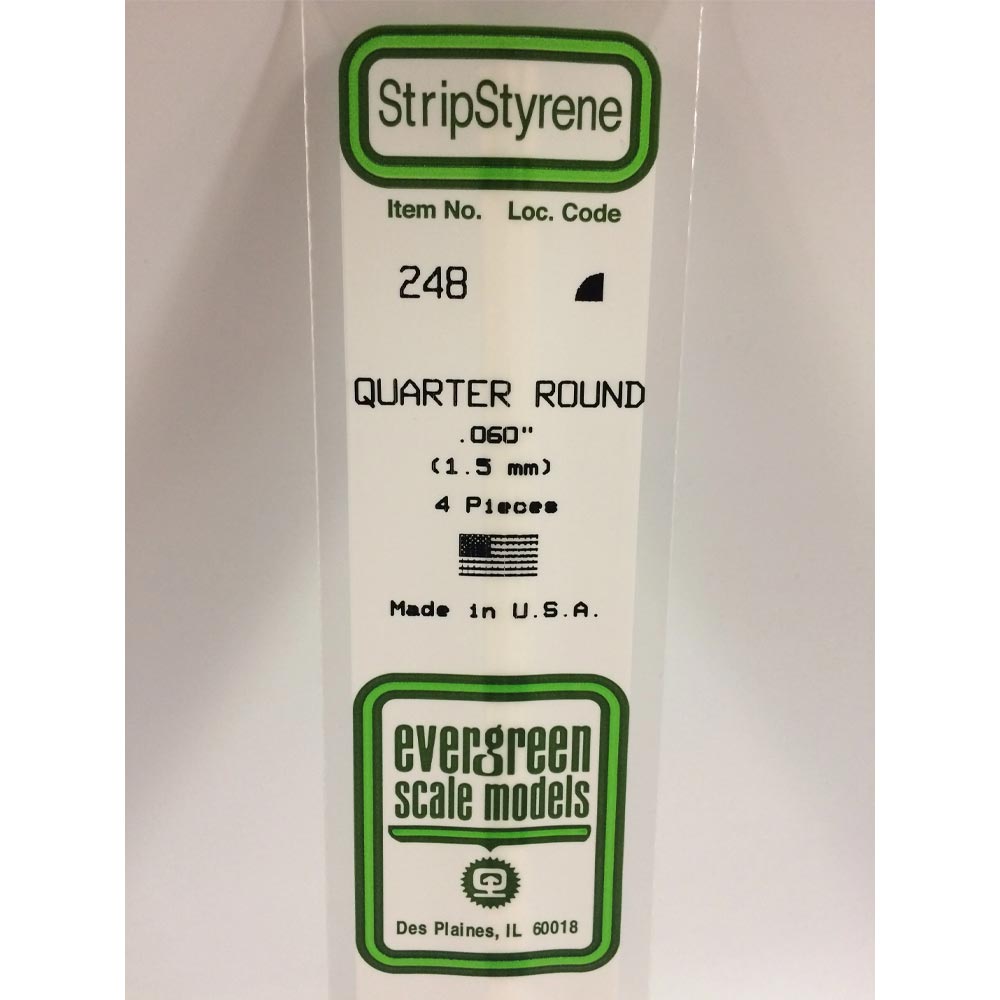 StripStyrene
Item No. Loc. Code
248
QUARTER ROUND
.060"
(1.5 mm)
4 Pieces
Made in U.S.A.
evergreen
scale models
Des Plaines, IL 60018